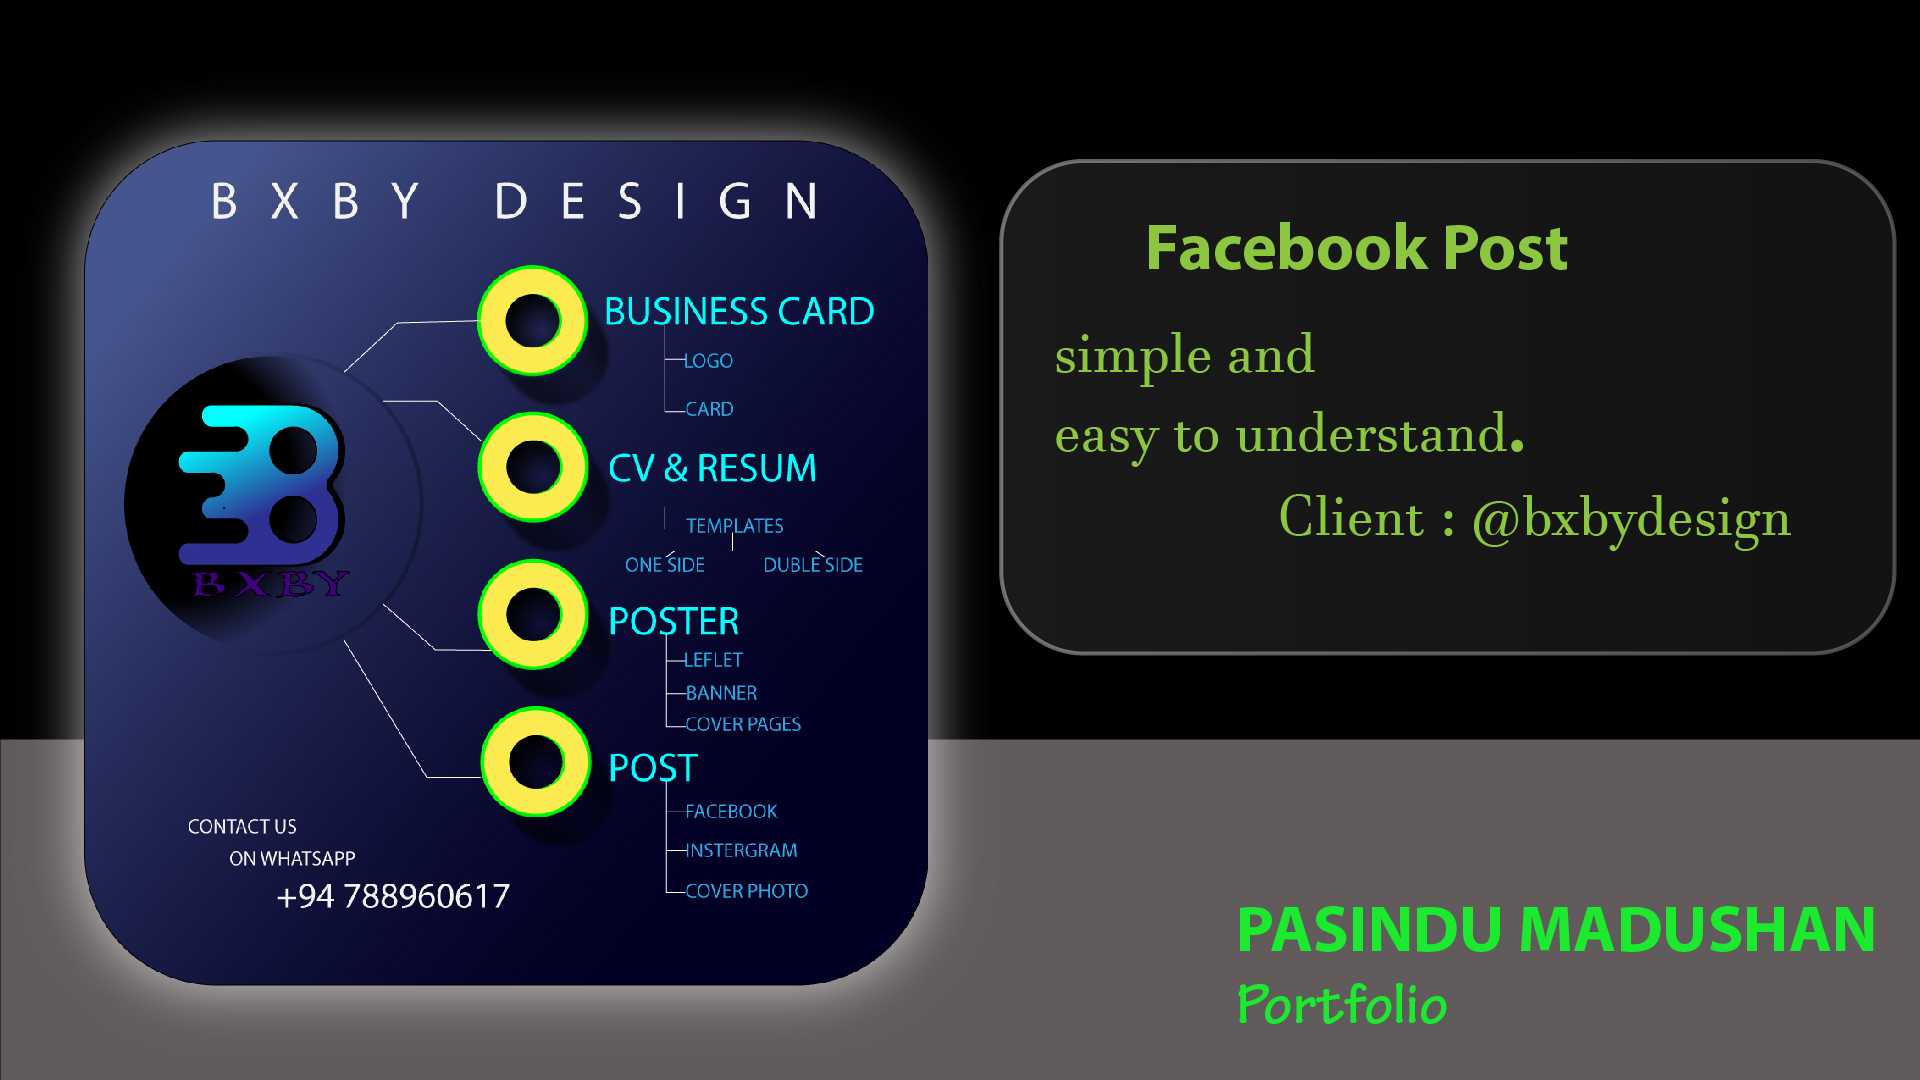 BXBY DESIGN
BUSINESS CARD
LOGO
CARD
CV & RESUM
TEMPLATES
ONE SIDE DUBLE SIDE
POSTER
LEFLET
BANNER
COVER PAGES
POST
FACEBOOK
INSTERGRAM
COVER PHOTO
BXBY
CONTACT US
ON WHATSAPP
+94 788960617
Facebook Post
simple and
easy to understand.
Client : @bxbydesign
PASINDU MADUSHAN
Portfolio